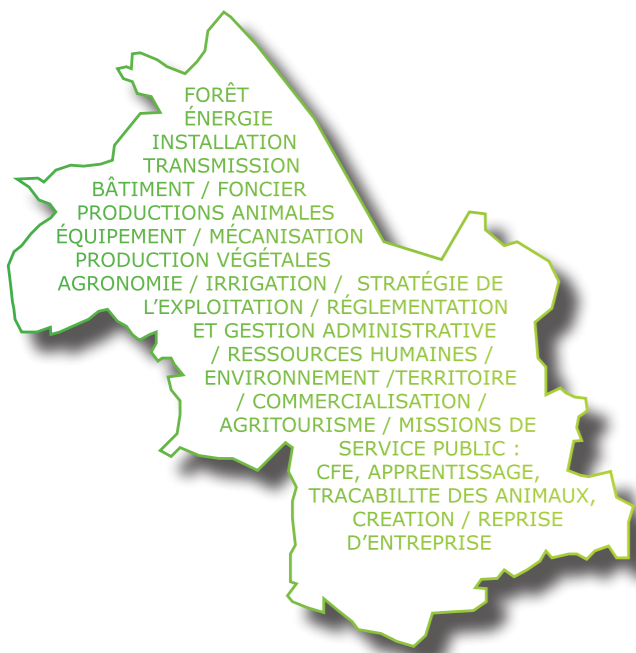 FORÊT
ÉNERGIE
INSTALLATION
TRANSMISSION
BÂTIMENT / FONCIER
PRODUCTIONS ANIMALES
ÉQUIPEMENT / MÉCANISATION
PRODUCTION VÉGÉTALES
AGRONOMIE / IRRIGATION / STRATÉGIE DE
L’EXPLOITATION / RÉGLEMENTATION
ET GESTION ADMINISTRATIVE
/ RESSOURCES HUMAINES /
ENVIRONNEMENT /TERRITOIRE
/ COMMERCIALISATION /
AGRITOURISME / MISSIONS DE
SERVICE PUBLIC :
CFE, APPRENTISSAGE,
TRACABILITE DES ANIMAUX,
CREATION / REPRISE
D’ENTREPRISE